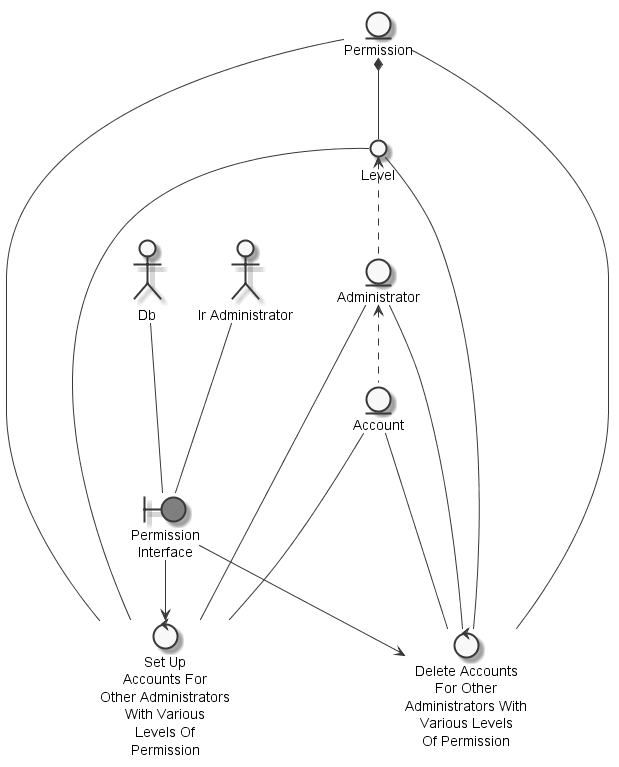 Permission
Level
Db
Ir Administrator
Administrator
Account
Permission
Interface
Set Up
Accounts For
Other Administrators
With Various
Levels Of
Permission
Delete Accounts
For Other
Administrators With
Various Levels
Of Permission